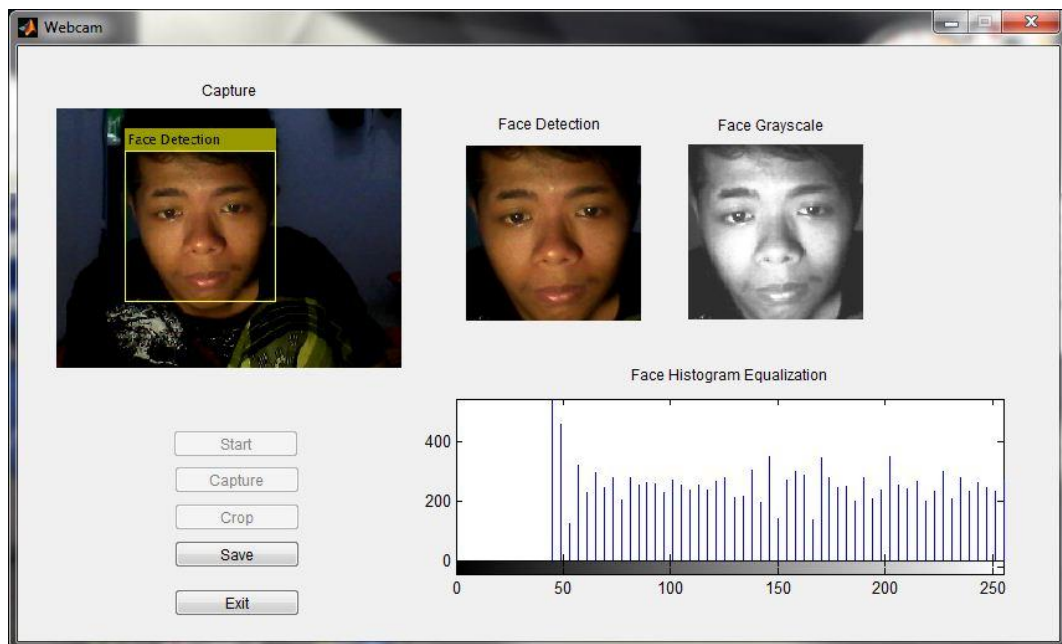 Webcam
Capture
Face Detection
Face Detection
Face Grayscale
Face Histogram Equalization
400
200
0
0
50
100
150
200
250
Start
Capture
Crop
Save
Exit